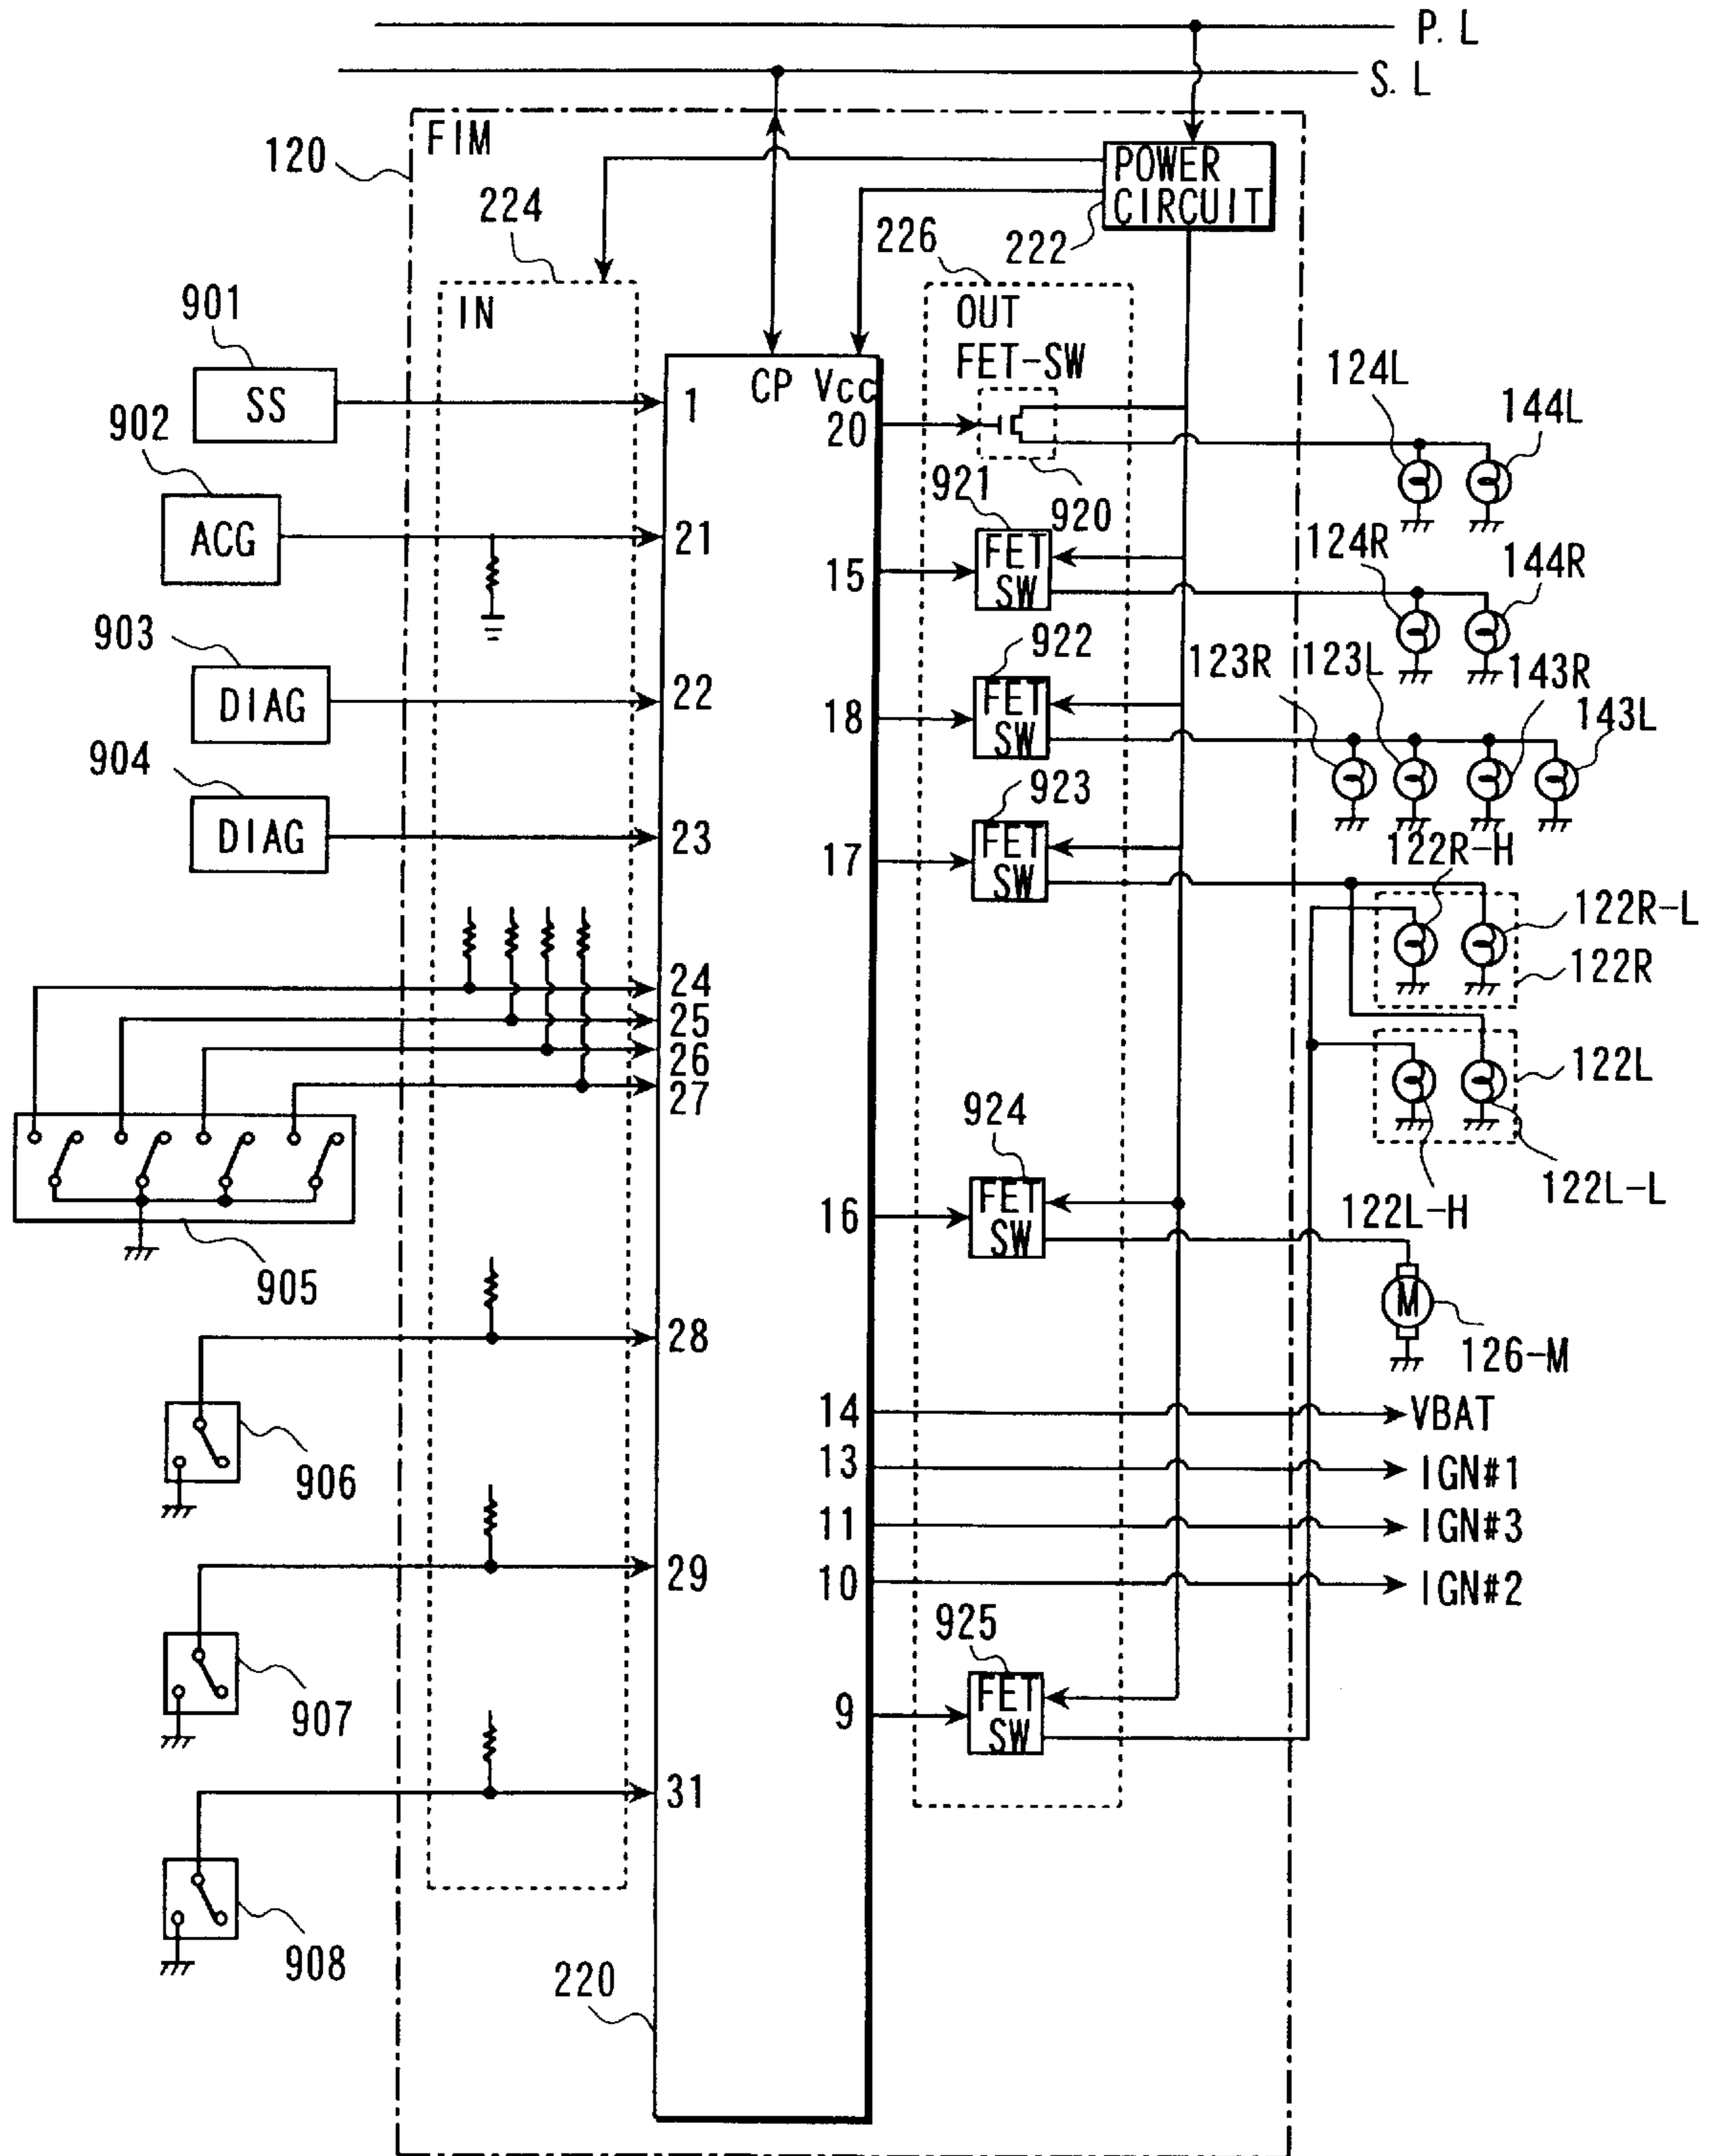 P. L
S. L
FIM
120
POWER
CIRCUIT
224
226
222
901
IN
OUT
FET-SW
SS
1
CP
Vcc
20
124L
144L
902
ACG
21
921
920
15
FET
SW
124R
144R
903
DIAG
22
922
18
FET
SW
123R
123L
143R
143L
904
DIAG
23
923
17
FET
SW
122R-H
122R-L
122R
24
25
26
27
122L
122L-L
122L-H
905
924
16
FET
SW
M
126-M
28
906
14
VBAT
13
IGN#1
11
IGN#3
10
IGN#2
29
907
925
9
FET
SW
31
908
220